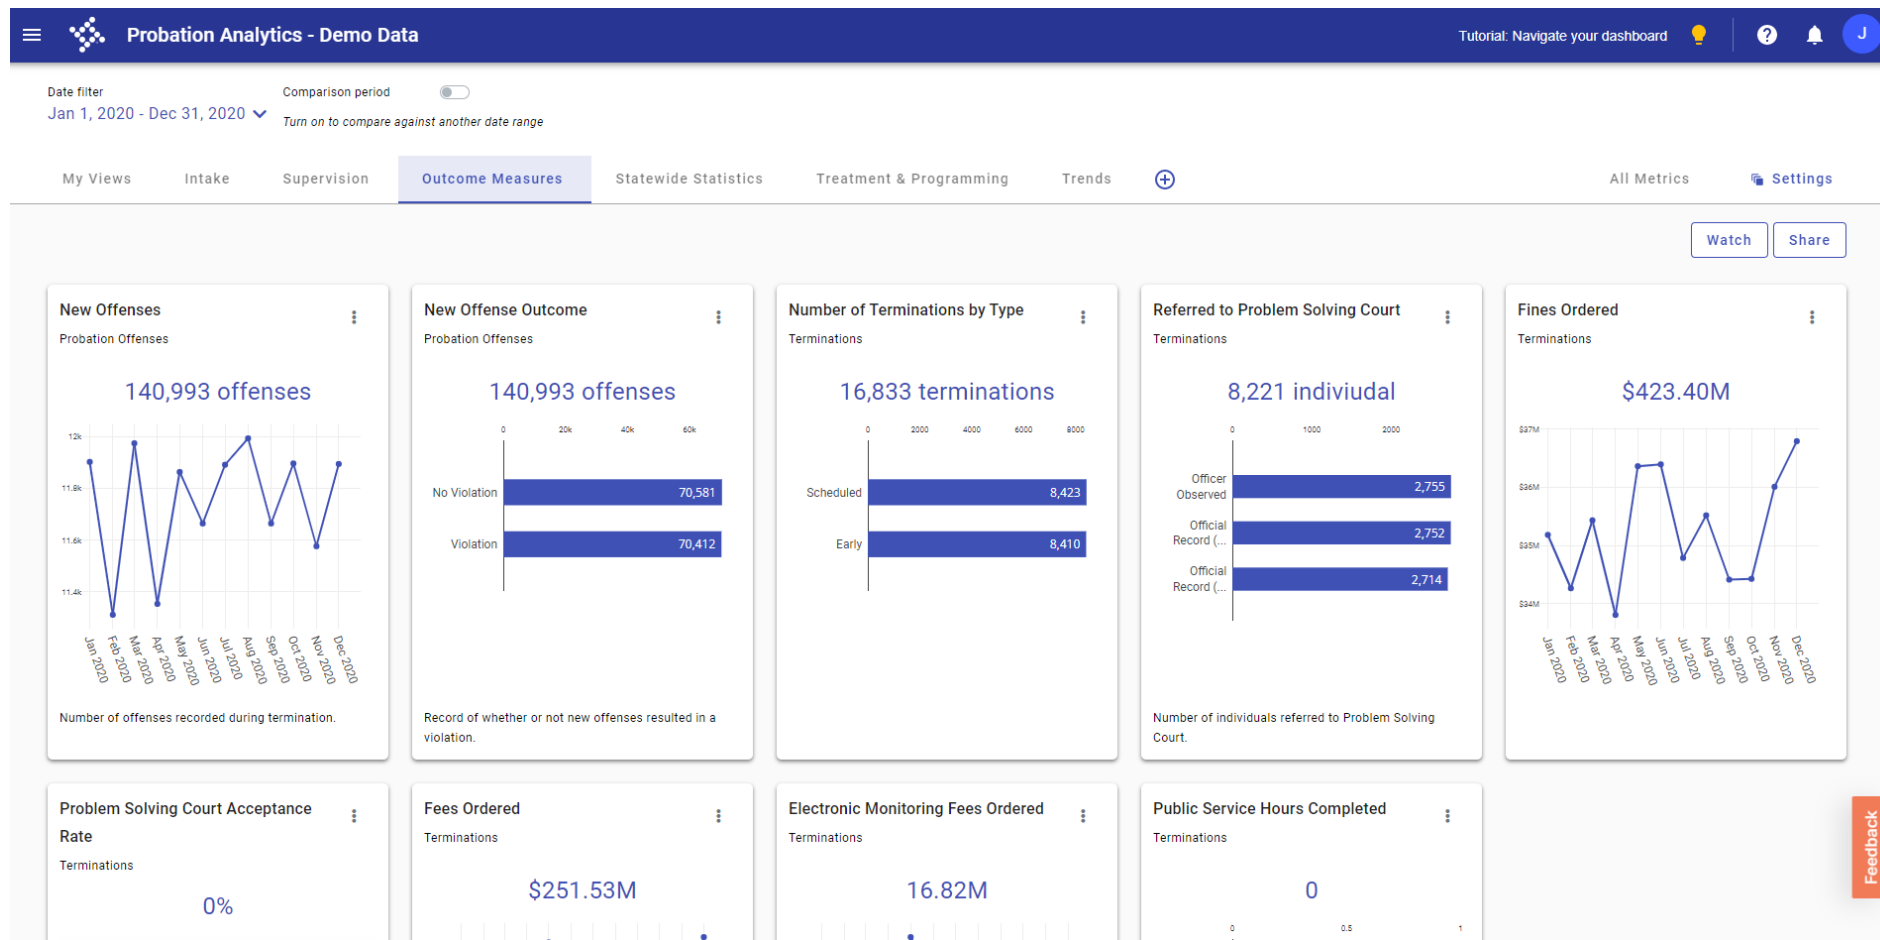 Probation Analytics - Demo Data
Tutorial: Navigate your dashboard
J
Date filter
Jan 1, 2020 - Dec 31, 2020
Comparison period
Turn on to compare against another date range
My Views
Intake
Supervision
Outcome Measures
Statewide Statistics
Treatment & Programming
Trends
All Metrics
Settings
Watch
Share
New Offenses
Probation Offenses
140,993 offenses
12k
11.8k
11.6k
11.4k
Jan 2020
Feb 2020
Mar 2020
Apr 2020
May 2020
Jun 2020
Jul 2020
Aug 2020
Sep 2020
Oct 2020
Nov 2020
Dec 2020
Number of offenses recorded during termination.
New Offense Outcome
Probation Offenses
140,993 offenses
0 20k 40k 60k
No Violation 70,581
Violation 70,412
Record of whether or not new offenses resulted in a
violation.
Number of Terminations by Type
Terminations
16,833 terminations
0 2000 4000 6000 8000
Scheduled 8,423
Early 8,410
Referred to Problem Solving Court
Terminations
8,221 indiviudal
0 1000 2000
Officer
Observed 2,755
Official
Record (... 2,752
Official
Record (... 2,714
Number of individuals referred to Problem Solving
Court.
Fines Ordered
Terminations
$423.40M
$37M
$36M
$35M
$34M
Jan 2020
Feb 2020
Mar 2020
Apr 2020
May 2020
Jun 2020
Jul 2020
Aug 2020
Sep 2020
Oct 2020
Nov 2020
Dec 2020
Problem Solving Court Acceptance
Rate
Terminations
0%
Fees Ordered
Terminations
$251.53M
Electronic Monitoring Fees Ordered
Terminations
16.82M
Public Service Hours Completed
Terminations
0
0 0.5 1
Feedback